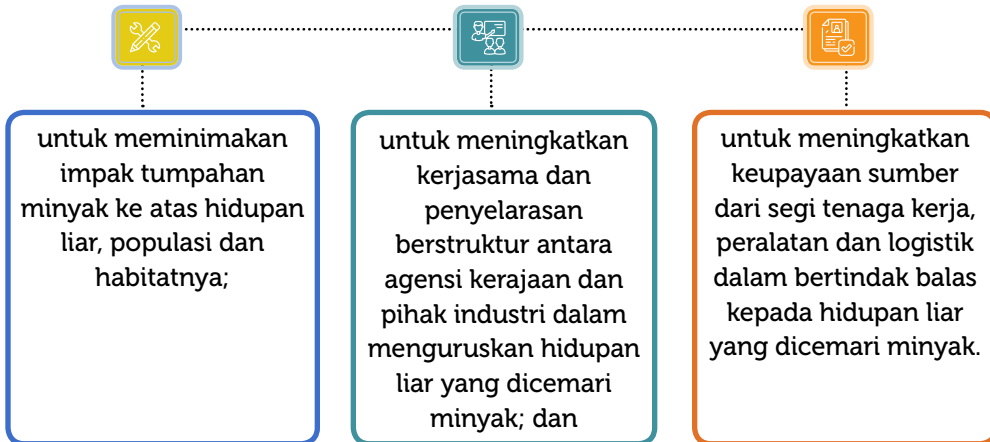 untuk meminimakan
impak tumpahan
minyak ke atas hidupan
liar, populasi dan
habitatnya;
untuk meningkatkan
kerjasama dan
penyelarasan
berstruktur antara
agensi kerajaan dan
pihak industri dalam
menguruskan hidupan
liar yang dicemari
minyak; dan
untuk meningkatkan
keupayaan sumber
dari segi tenaga kerja,
peralatan dan logistik
dalam bertindak balas
kepada hidupan liar
yang dicemari minyak.